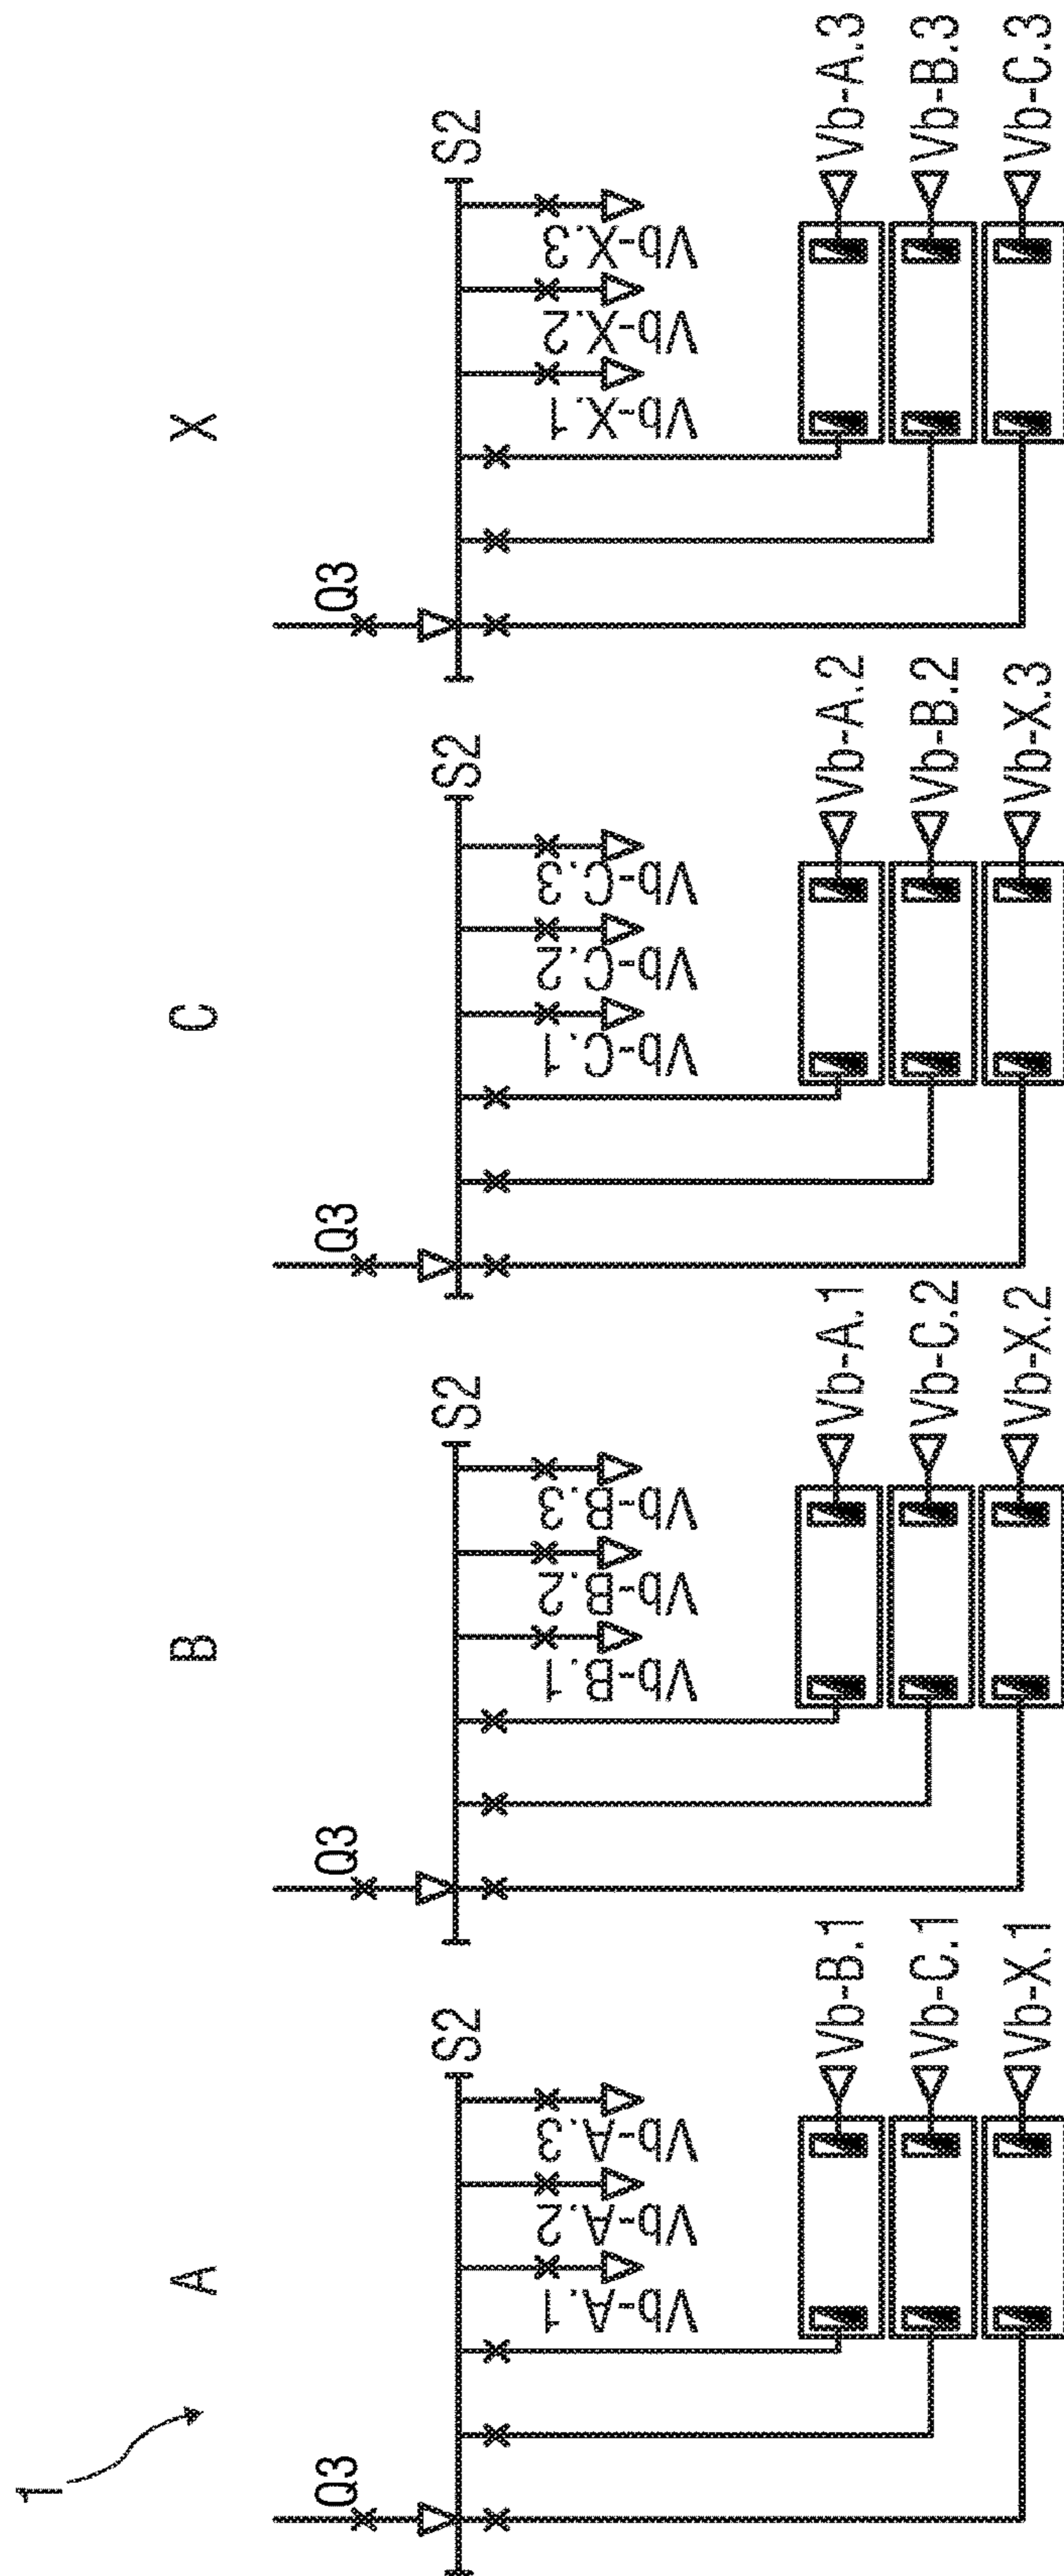 1
A
B
C
X
Q3
Q3
Q3
Q3
S2
S2
S2
S2
Vb-A.1
Vb-A.2
Vb-A.3
Vb-B.1
Vb-B.2
Vb-B.3
Vb-C.1
Vb-C.2
Vb-C.3
Vb-X.1
Vb-X.2
Vb-X.3
Vb-B.1
Vb-C.1
Vb-X.1
Vb-A.1
Vb-C.2
Vb-X.2
Vb-A.2
Vb-B.2
Vb-X.3
Vb-A.3
Vb-B.3
Vb-C.3